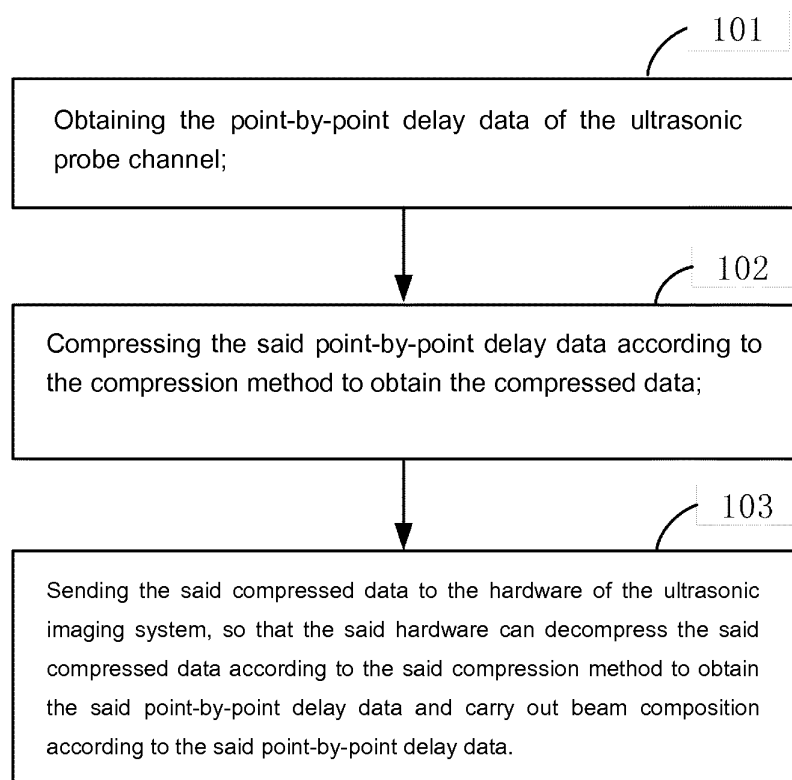 101
Obtaining the point-by-point delay data of the ultrasonic
probe channel;
102
Compressing the said point-by-point delay data according to
the compression method to obtain the compressed data;
103
Sending the said compressed data to the hardware of the ultrasonic
imaging system, so that the said hardware can decompress the said
compressed data according to the said compression method to obtain
the said point-by-point delay data and carry out beam composition
according to the said point-by-point delay data.